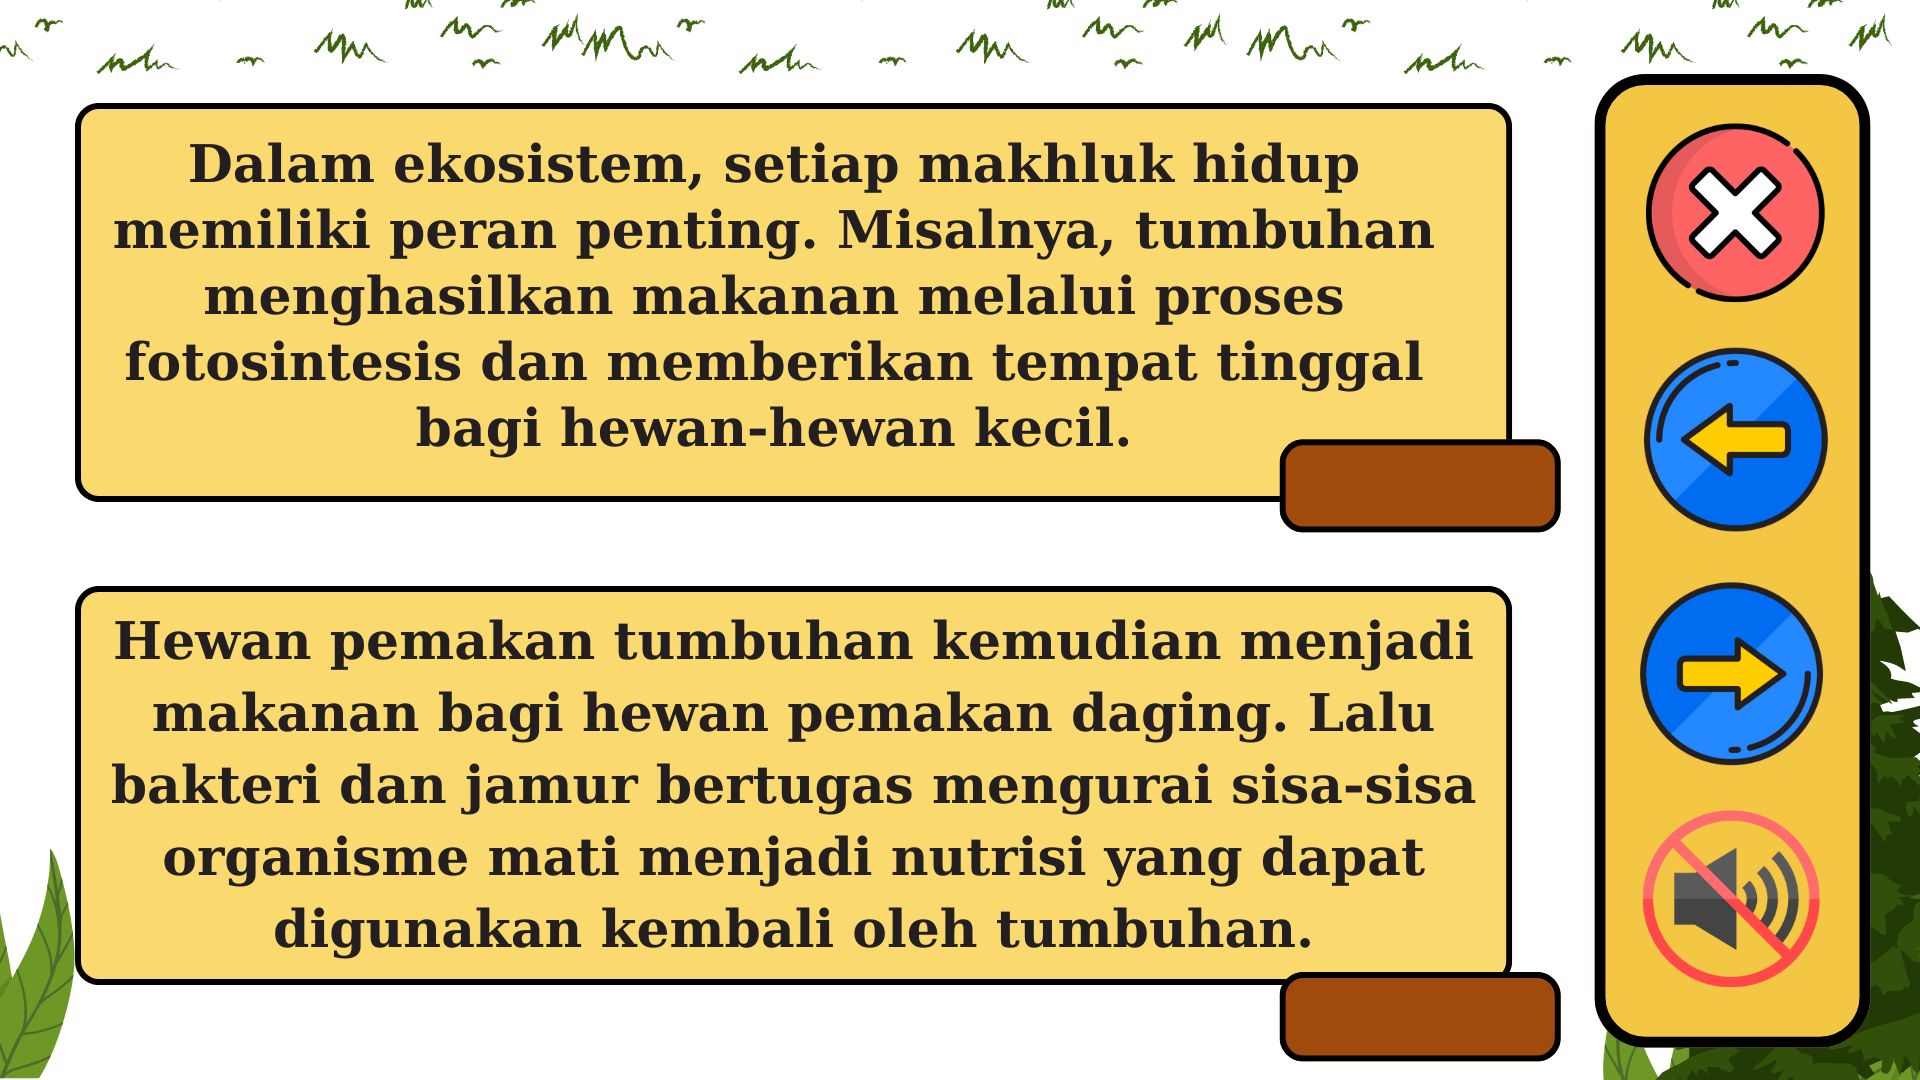 Dalam ekosistem, setiap makhluk hidup
memiliki peran penting. Misalnya, tumbuhan
menghasilkan makanan melalui proses
fotosintesis dan memberikan tempat tinggal
bagi hewan-hewan kecil.
Hewan pemakan tumbuhan kemudian menjadi
makanan bagi hewan pemakan daging. Lalu
bakteri dan jamur bertugas mengurai sisa-sisa
organisme mati menjadi nutrisi yang dapat
digunakan kembali oleh tumbuhan.